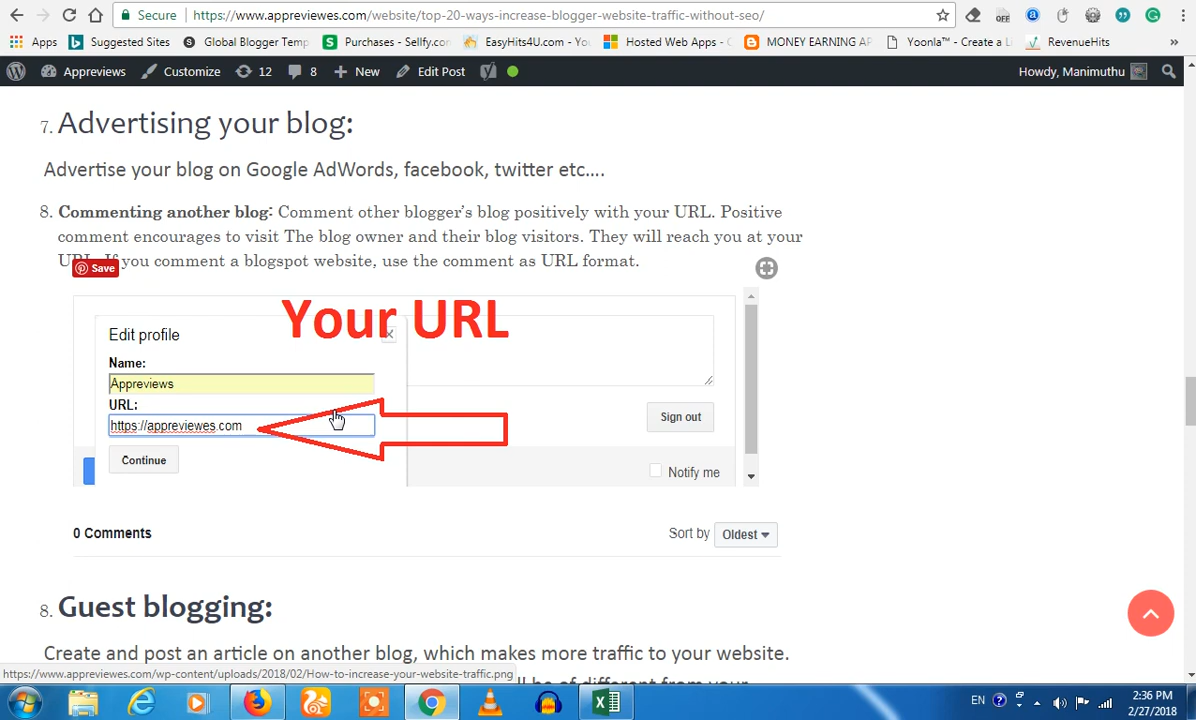 Secure https://www.appreviewes.com/website/top-20-ways-increase-blogger-website-traffic-without-seo/
OFF
Apps Suggested Sites Global Blogger Temp Purchases - Sellfy.com EasyHits4U.com - You Hosted Web Apps - C MONEY EARNING AP Yoonla™ - Create a Li RevenueHits »
Appreviews Customize 12 8 New Edit Post Howdy, Manimuthu
7. Advertising your blog:
Advertise your blog on Google AdWords, facebook, twitter etc….
8. Commenting another blog: Comment other blogger's blog positively with your URL. Positive
comment encourages to visit The blog owner and their blog visitors. They will reach you at your
URL. If you comment a blogspot website, use the comment as URL format.
Save
Your URL
Edit profile
Name:
Appreviews
URL:
https://appreviewes.com
Continue
Sign out
Notify me
0 Comments
Sort by Oldest
8. Guest blogging:
Create and post an article on another blog, which makes more traffic to your website.
https://www.appreviewes.com/wp-content/uploads/2018/02/How-to-increase-your-website-traffic.png
EN
2:36 PM
2/27/2018